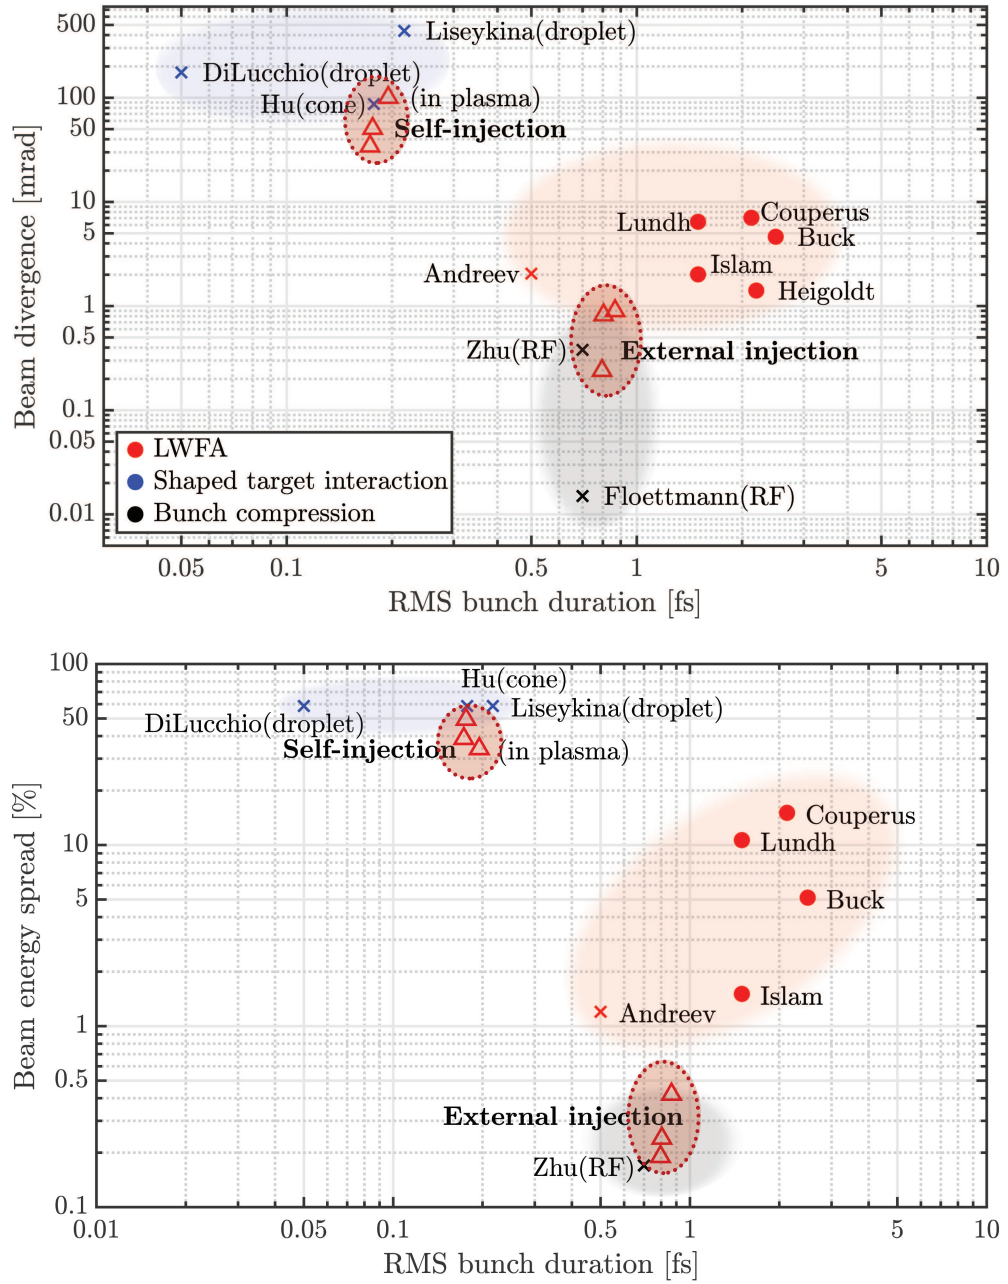 500
100
50
10
5
1
0.5
0.1
0.05
0.01
Beam divergence [mrad]
Liseykina(droplet)
DiLucchio(droplet)
Hu(cone)
(in plasma)
Self-injection
Lundh
Couperus
Buck
Andreev
Islam
Heigoldt
Zhu(RF)
External injection
Floettmann(RF)
LWFA
Shaped target interaction
Bunch compression
0.05 0.1 0.5 1 5 10
RMS bunch duration [fs]
100
50
10
5
1
0.5
0.1
Beam energy spread [%]
Hu(cone)
DiLucchio(droplet)
Liseykina(droplet)
Self-injection
(in plasma)
Couperus
Lundh
Buck
Islam
Andreev
External injection
Zhu(RF)
0.01 0.05 0.1 0.5 1 5 10
RMS bunch duration [fs]